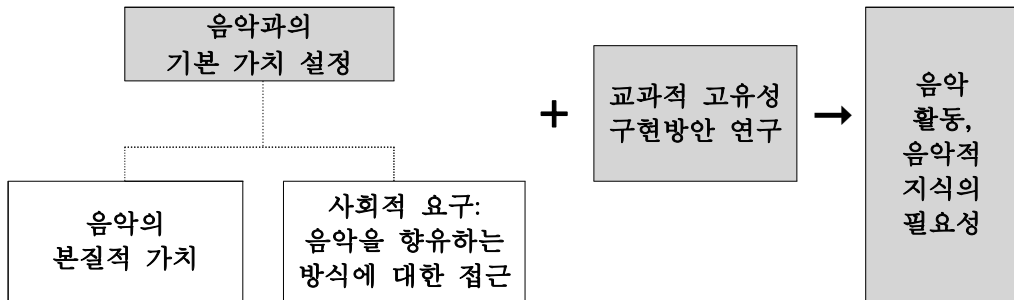 음악과의
기본 가치 설정
음악의
본질적 가치
사회적 요구:
음악을 향유하는
방식에 대한 접근
+
교과적 고유성
구현방안 연구
→
음악
활동,
음악적
지식의
필요성